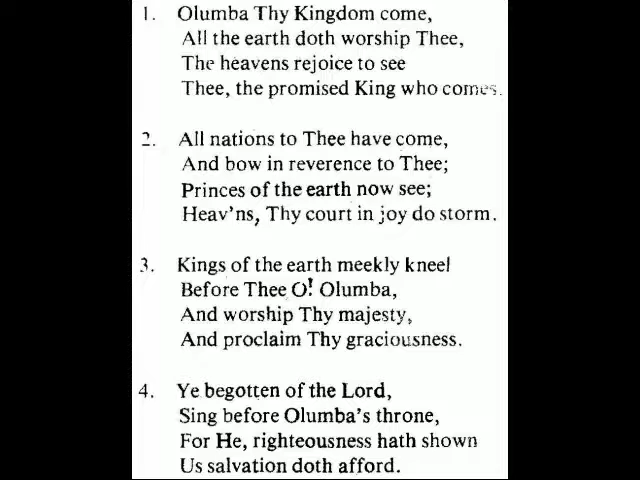 1. Olumba Thy Kingdom come,
All the earth doth worship Thee,
The heavens rejoice to see
Thee, the promised King who comes.
2. All nations to Thee have come,
And bow in reverence to Thee;
Princes of the earth now see;
Heav'ns, Thy court in joy do storm.
3. Kings of the earth meekly kneel
Before Thee O! Olumba,
And worship Thy majesty,
And proclaim Thy graciousness.
4. Ye begotten of the Lord,
Sing before Olumba's throne,
For He, righteousness hath shown
Us salvation doth afford.